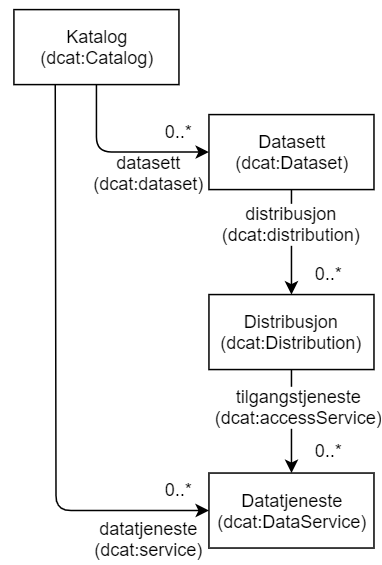 Katalog
(dcat:Catalog)
0..*
datasett
(dcat:dataset)
Datasett
(dcat:Dataset)
distribusjon
(dcat:distribution)
0..*
Distribusjon
(dcat:Distribution)
tilgangstjeneste
(dcat:accessService)
0..*
0..*
datatjeneste
(dcat:service)
Datatjeneste
(dcat:DataService)